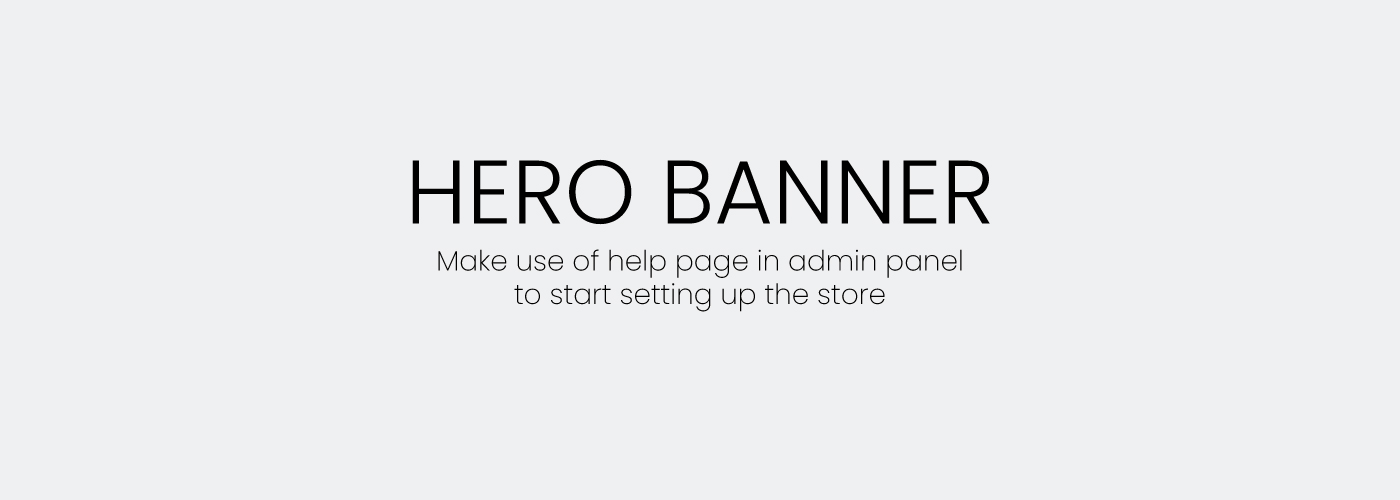 HERO BANNER
Make use of help page in admin panel
to start setting up the store